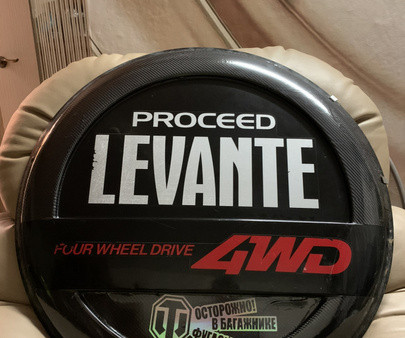 PROCEED
LEVANTE
FOUR WHEEL DRIVE 4WD
ОСТОРОЖНО!
В БАГАЖНИКЕ